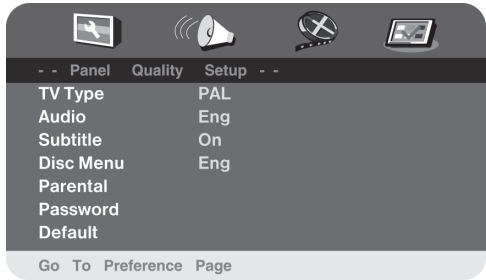 - - Panel Quality Setup - -
TV Type PAL
Audio Eng
Subtitle On
Disc Menu Eng
Parental
Password
Default
Go To Preference Page